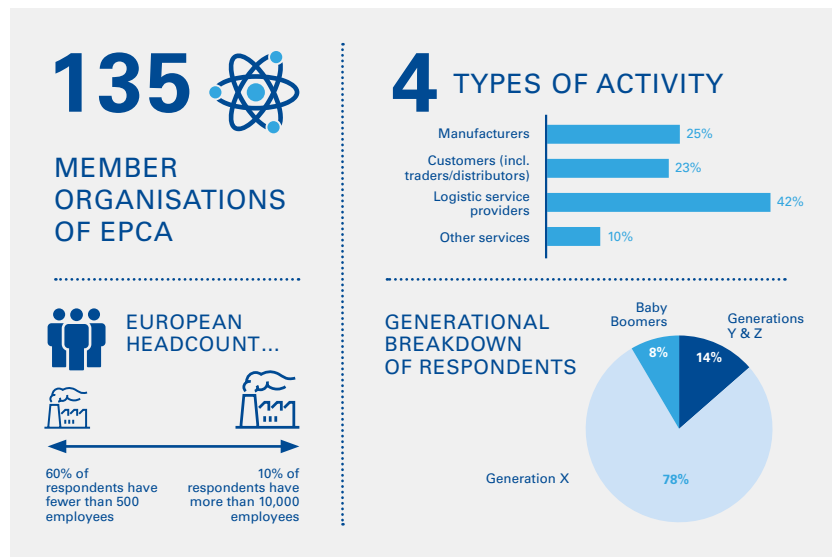 135
MEMBER
ORGANISATIONS
OF EPCA
4 TYPES OF ACTIVITY
Manufacturers
25%
Customers (incl.
traders/distributors)
23%
Logistic service
providers
42%
Other services
10%
EUROPEAN
HEADCOUNT...
60% of
respondents have
fewer than 500
employees
10% of
respondents have
more than 10,000
employees
GENERATIONAL
BREAKDOWN
OF RESPONDENTS
Baby
Boomers
8%
Generations
Y & Z
14%
Generation X
78%